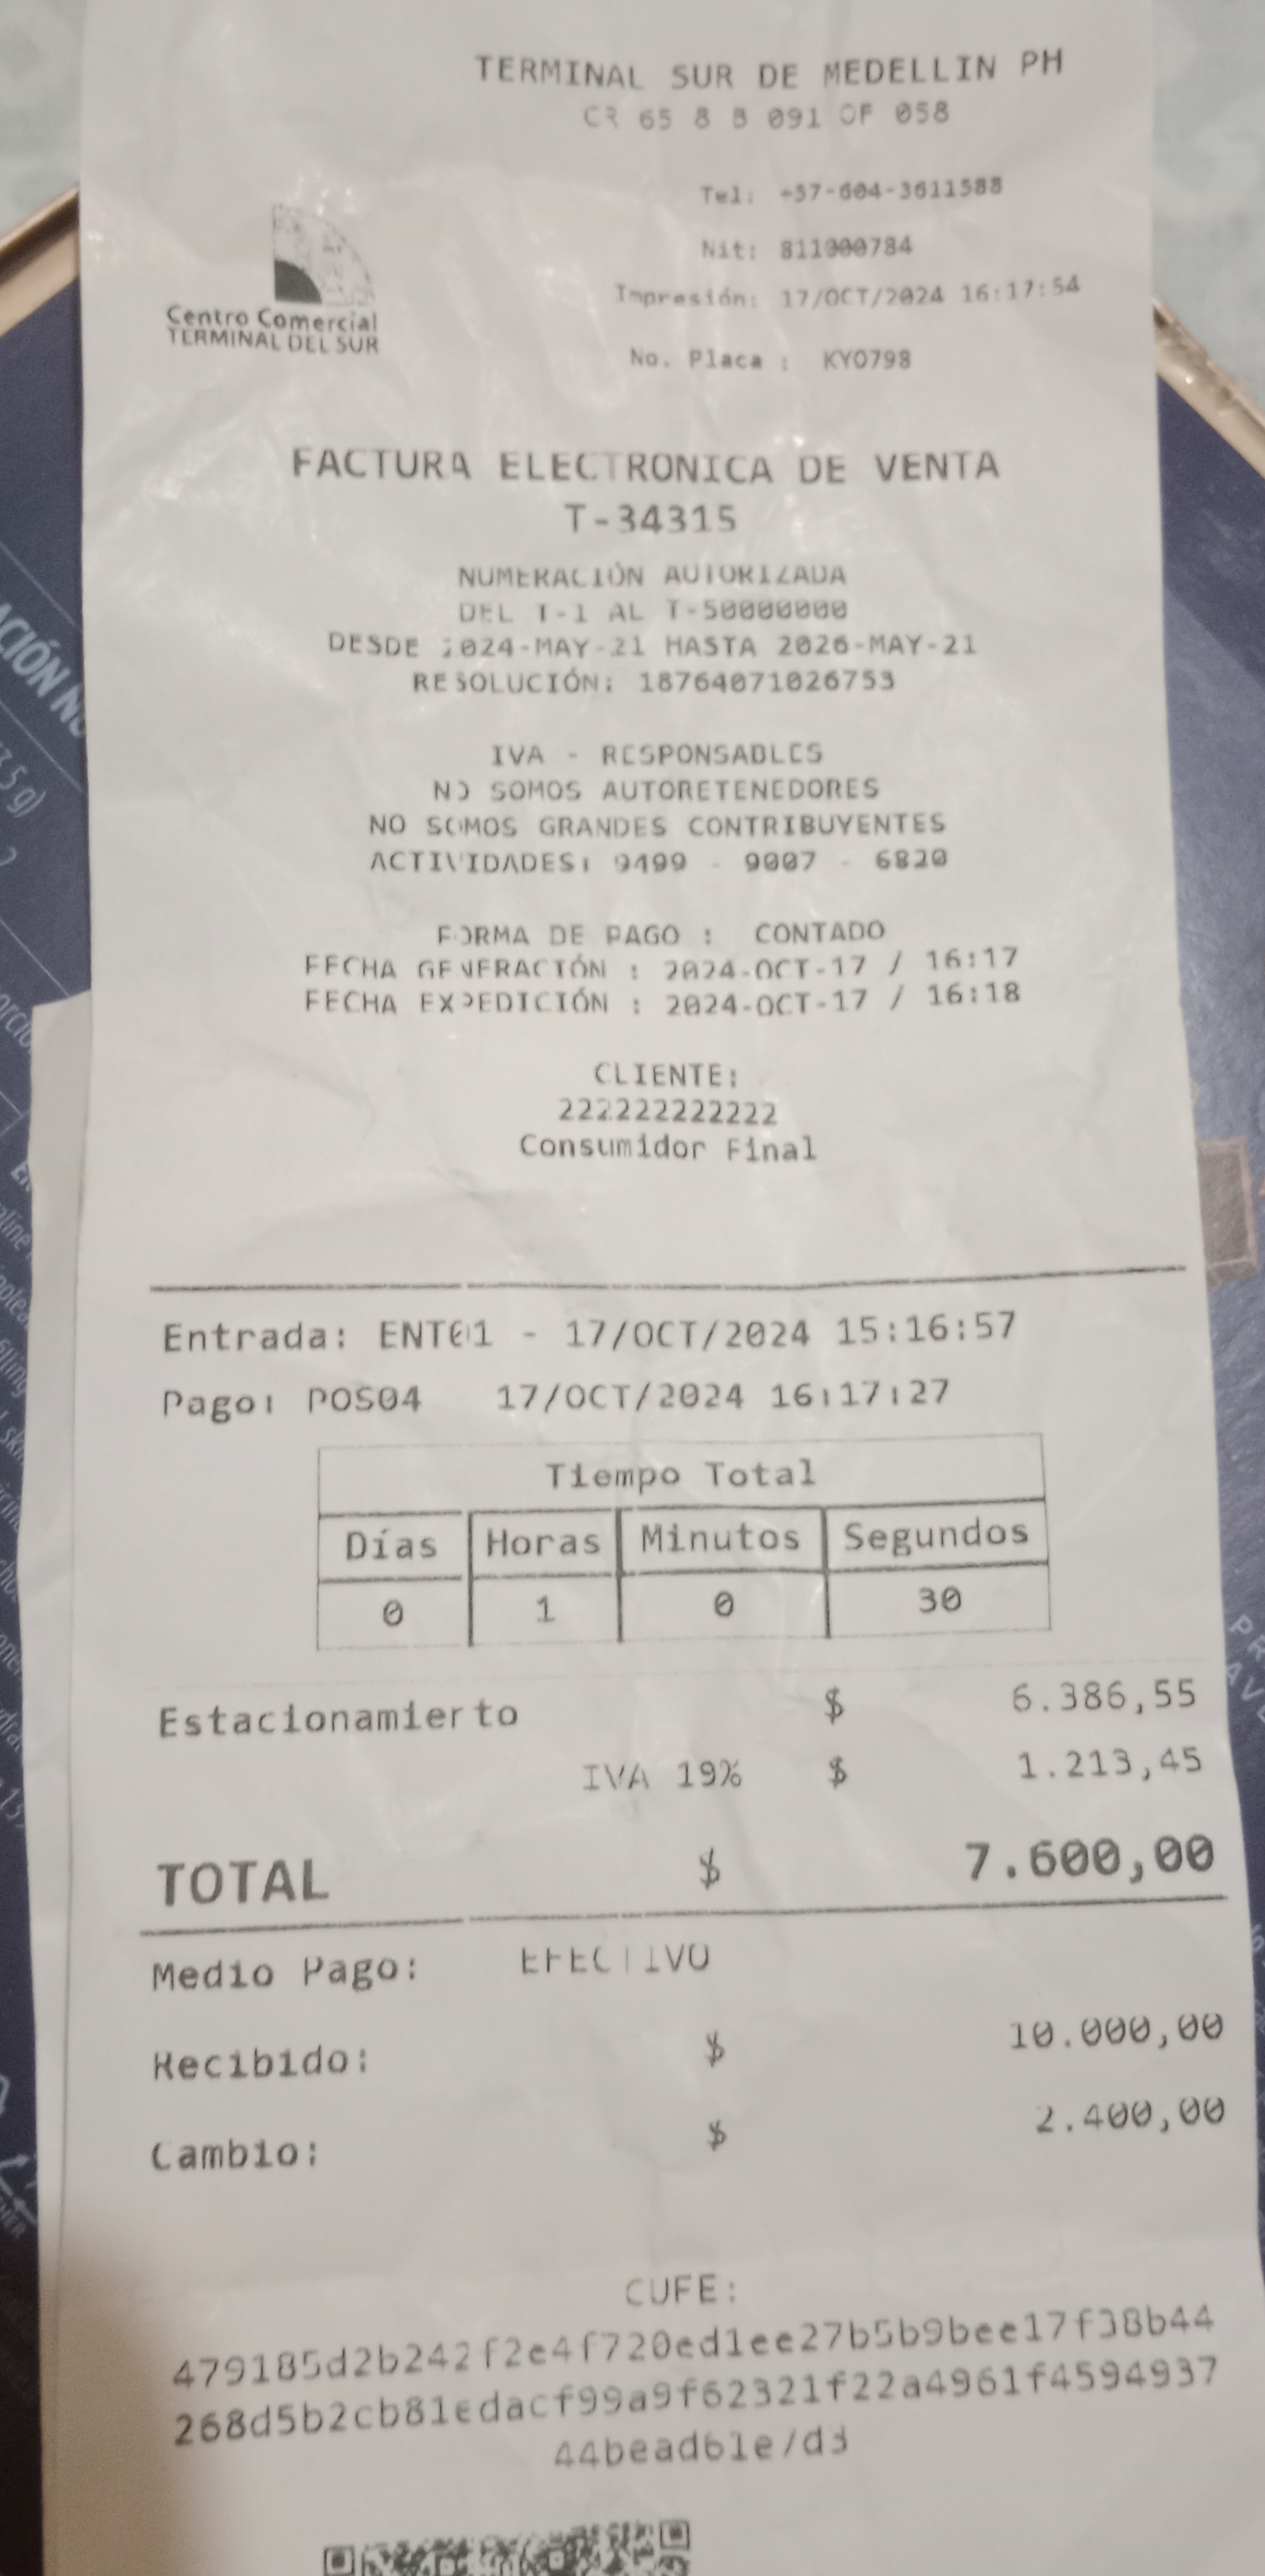 TERMINAL SUR DE MEDELLIN PH
CR 65 8 B 091 OF 058
Tel: +57-604-3611588
Nit: 811000784
Impresión: 17/OCT/2024 16:17:54
Centro Comercial
TERMINAL DEL SUR
No. Placa : KYO798
FACTURA ELECTRONICA DE VENTA
T-34315
NUMERACIÓN AUTORIZADA
DEL T-1 AL T-50000000
DESDE 2024-MAY-21 HASTA 2026-MAY-21
RESOLUCIÓN: 18764071026753
IVA - RESPONSABLES
NO SOMOS AUTORETENEDORES
NO SOMOS GRANDES CONTRIBUYENTES
ACTIVIDADES: 9499 - 9007 - 6820
FORMA DE PAGO : CONTADO
FECHA GENERACIÓN : 2024-OCT-17 / 16:17
FECHA EXPEDICIÓN : 2024-OCT-17 / 16:18
CLIENTE:
222222222222
Consumidor Final
Entrada: ENT01 - 17/OCT/2024 15:16:57
Pago: POS04 17/OCT/2024 16:17:27
Tiempo Total
Días Horas Minutos Segundos
0 1 0 30
Estacionamiento $ 6.386,55
IVA 19% $ 1.213,45
TOTAL $ 7.600,00
Medio Pago: EFECTIVO
Recibido: $ 10.000,00
Cambio: $ 2.400,00
CUFE:
479185d2b242f2e4f720ed1ee27b5b9bee17f38b44
268d5b2cb81edacf99a9f62321f22a4961f4594937